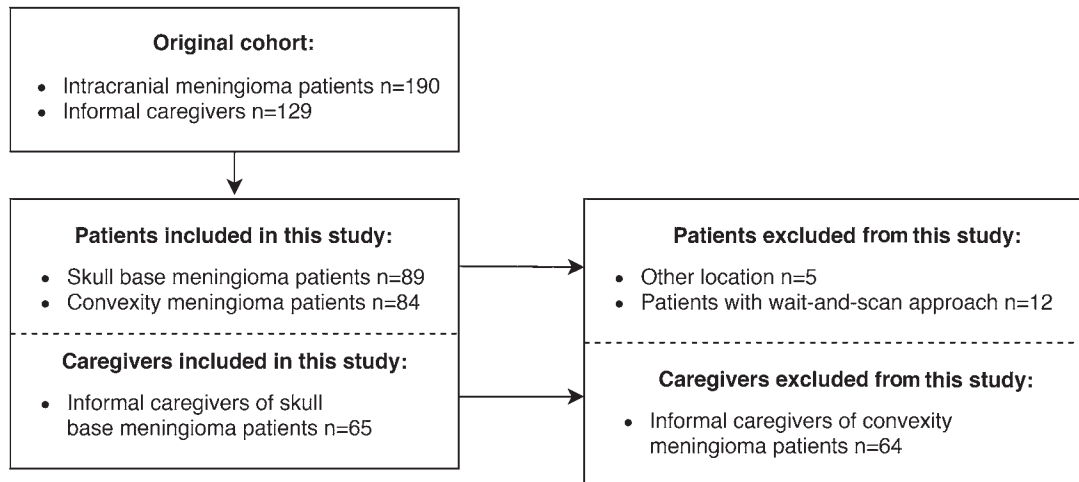 Original cohort:
• Intracranial meningioma patients n=190
• Informal caregivers n=129
Patients included in this study:
• Skull base meningioma patients n=89
• Convexity meningioma patients n=84
Caregivers included in this study:
• Informal caregivers of skull
base meningioma patients n=65
Patients excluded from this study:
• Other location n=5
• Patients with wait-and-scan approach n=12
Caregivers excluded from this study:
• Informal caregivers of convexity
meningioma patients n=64